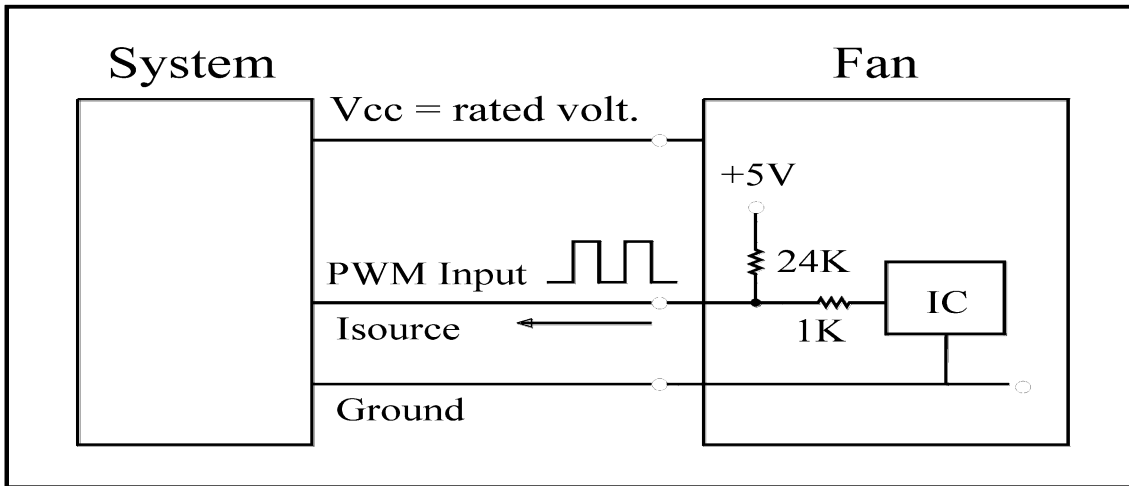 System
Fan
Vcc = rated volt.
+5V
24K
PWM Input
IC
Isource
1K
Ground